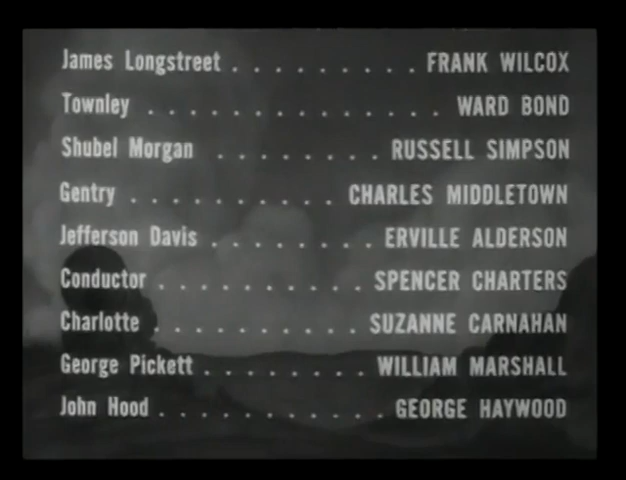 James Longstreet . . . . . . . . . FRANK WILCOX
Townley . . . . . . . . . . . . . . . WARD BOND
Shubel Morgan . . . . . . . . RUSSELL SIMPSON
Gentry . . . . . . . . . . . CHARLES MIDDLETOWN
Jefferson Davis . . . . . . . . ERVILLE ALDERSON
Conductor . . . . . . . . . . . SPENCER CHARTERS
Charlotte . . . . . . . . . . . SUZANNE CARNAHAN
George Pickett . . . . . . . . WILLIAM MARSHALL
John Hood . . . . . . . . . . . . GEORGE HAYWOOD